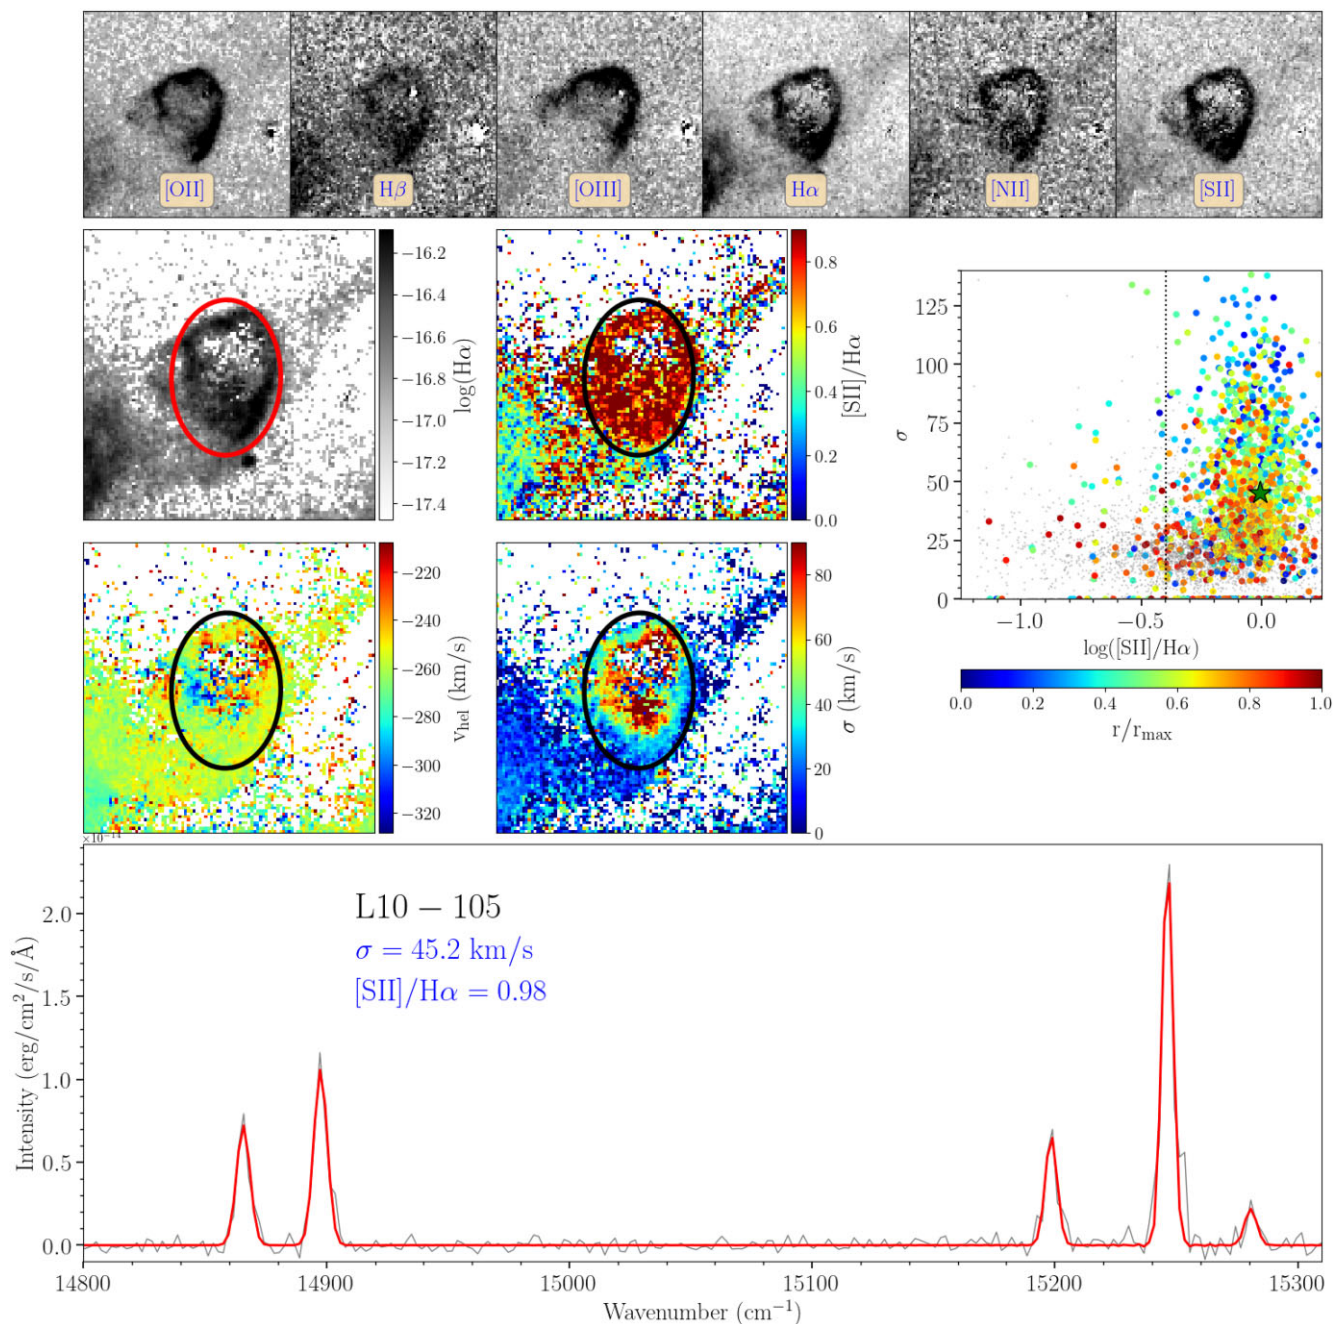 [OII] Hβ [OIII] Hα [NII] [SII]
−16.2
−16.4
−16.6
−16.8
−17.0
−17.2
−17.4
log(Hα)
0.8
0.6
0.4
0.2
0.0
[SII]/Hα
125
100
75
50
25
0
σ
−1.0 −0.5 0.0
log([SII]/Hα)
0.0 0.2 0.4 0.6 0.8 1.0
r/r_max
−220
−240
−260
−280
−300
−320
v_hel (km/s)
80
60
40
20
0
σ (km/s)
L10 − 105
σ = 45.2 km/s
[SII]/Hα = 0.98
2.0
1.5
1.0
0.5
0.0
Intensity (erg/cm²/s/Å)
14800 14900 15000 15100 15200 15300
Wavenumber (cm⁻¹)